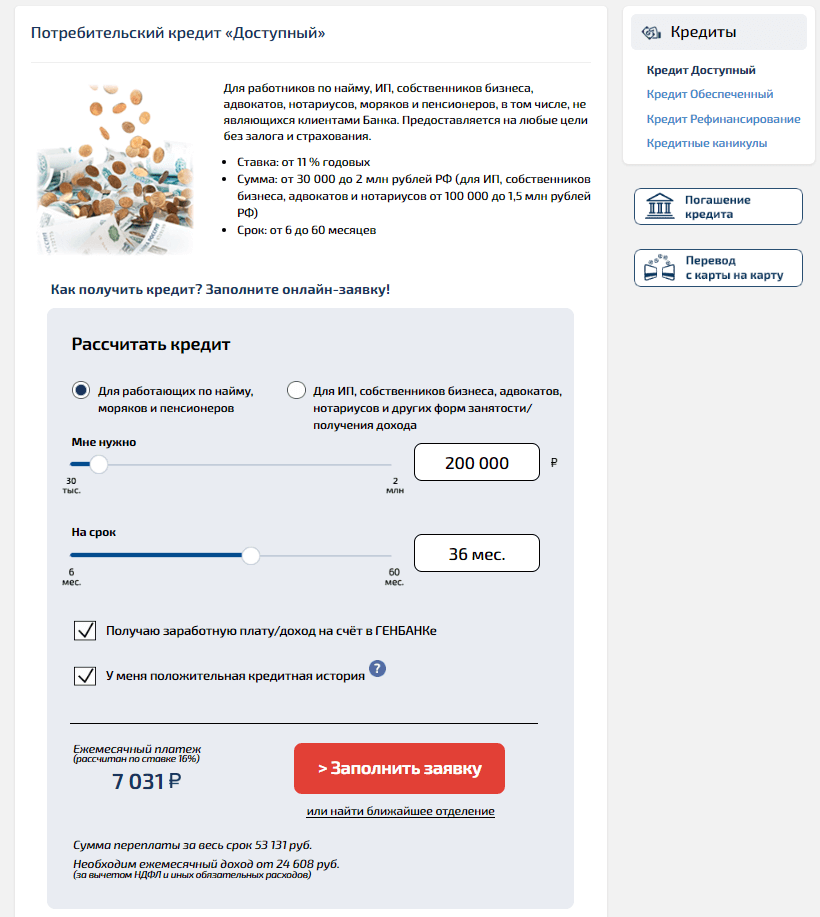 Потребительский кредит «Доступный»
Для работников по найму, ИП, собственников бизнеса,
адвокатов, нотариусов, моряков и пенсионеров, в том числе, не
являющихся клиентами Банка. Предоставляется на любые цели
без залога и страхования.
• Ставка: от 11 % годовых
• Сумма: от 30 000 до 2 млн рублей РФ (для ИП, собственников
бизнеса, адвокатов и нотариусов от 100 000 до 1,5 млн рублей
РФ)
• Срок: от 6 до 60 месяцев
Как получить кредит? Заполните онлайн-заявку!
Рассчитать кредит
Для работающих по найму,
моряков и пенсионеров
Для ИП, собственников бизнеса, адвокатов,
нотариусов и других форм занятости/
получения дохода
Мне нужно
200 000 ₽
30
тыс.
2
млн
На срок
36 мес.
6
мес.
60
мес.
Получаю заработную плату/доход на счёт в ГЕНБАНКе
У меня положительная кредитная история ?
Ежемесячный платеж
(рассчитан по ставке 16%)
7 031 ₽
> Заполнить заявку
или найти ближайшее отделение
Сумма переплаты за весь срок 53 131 руб.
Необходим ежемесячный доход от 24 608 руб.
(за вычетом НДФЛ и иных обязательных расходов)
Кредиты
Кредит Доступный
Кредит Обеспеченный
Кредит Рефинансирование
Кредитные каникулы
Погашение
кредита
Перевод
с карты на карту